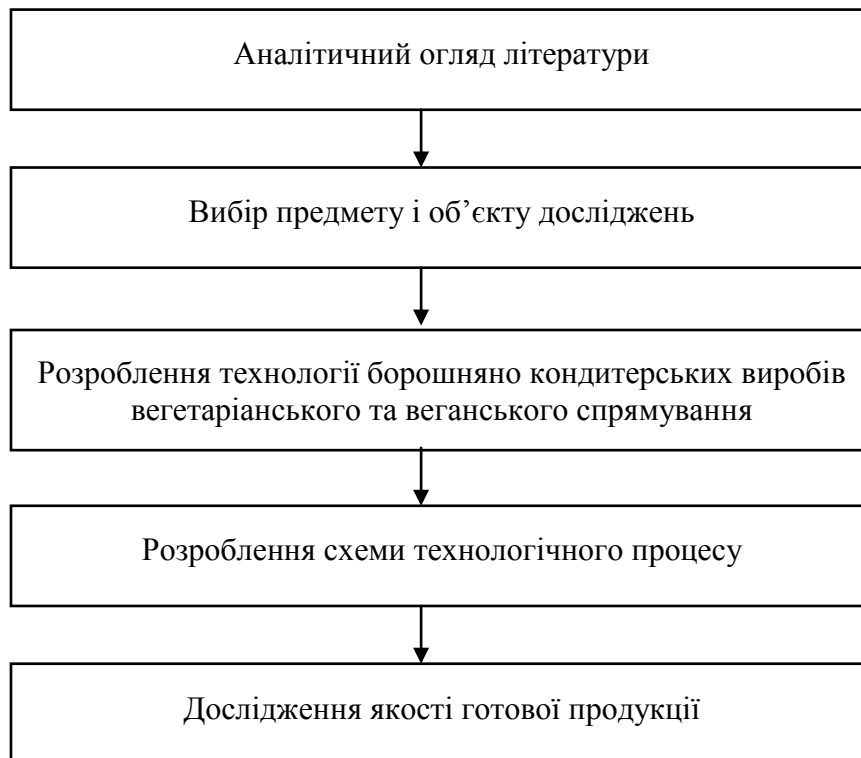 Аналітичний огляд літератури
Вибір предмету і об’єкту досліджень
Розроблення технології борошняно кондитерських виробів
вегетаріанського та веганського спрямування
Розроблення схеми технологічного процесу
Дослідження якості готової продукції